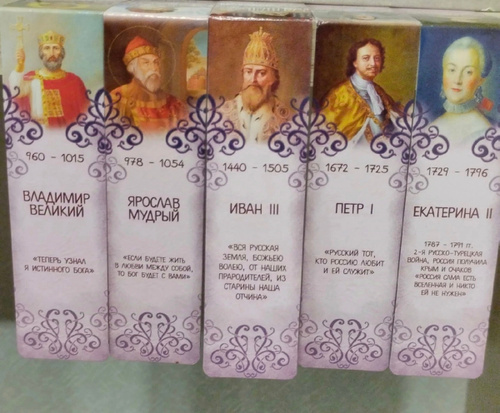 960 - 1015
ВЛАДИМИР
ВЕЛИКИЙ
«ТЕПЕРЬ УЗНАЛ
Я ИСТИННОГО БОГА»
978 - 1054
ЯРОСЛАВ
МУДРЫЙ
«ЕСЛИ БУДЕТЕ ЖИТЬ
В ЛЮБВИ МЕЖДУ СОБОЙ,
ТО БОГ БУДЕТ С ВАМИ»
1440 - 1505
ИВАН III
«ВСЯ РУССКАЯ
ЗЕМЛЯ, БОЖЬЕЮ
ВОЛЕЮ, ОТ НАШИХ
ПРАРОДИТЕЛЕЙ, ИЗ
СТАРИНЫ НАША
ОТЧИНА»
1672 - 1725
ПЕТР I
«РУССКИЙ ТОТ,
КТО РОССИЮ ЛЮБИТ
И ЕЙ СЛУЖИТ»
1729 - 1796
ЕКАТЕРИНА II
1787 - 1791 ГГ.
2-Я РУССКО-ТУРЕЦКАЯ
ВОЙНА, РОССИЯ ПОЛУЧИЛА
КРЫМ И ОЧАКОВ
«РОССИЯ САМА ЕСТЬ
ВСЕЛЕННАЯ И НИКТО
ЕЙ НЕ НУЖЕН»